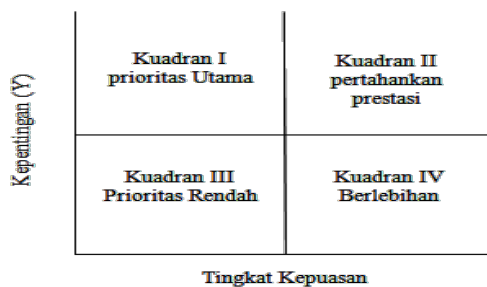 Kuadran I
prioritas Utama
Kuadran II
pertahankan
prestasi
Kepentingan (Ȳ)
Kuadran III
Prioritas Rendah
Kuadran IV
Berlebihan
Tingkat Kepuasan